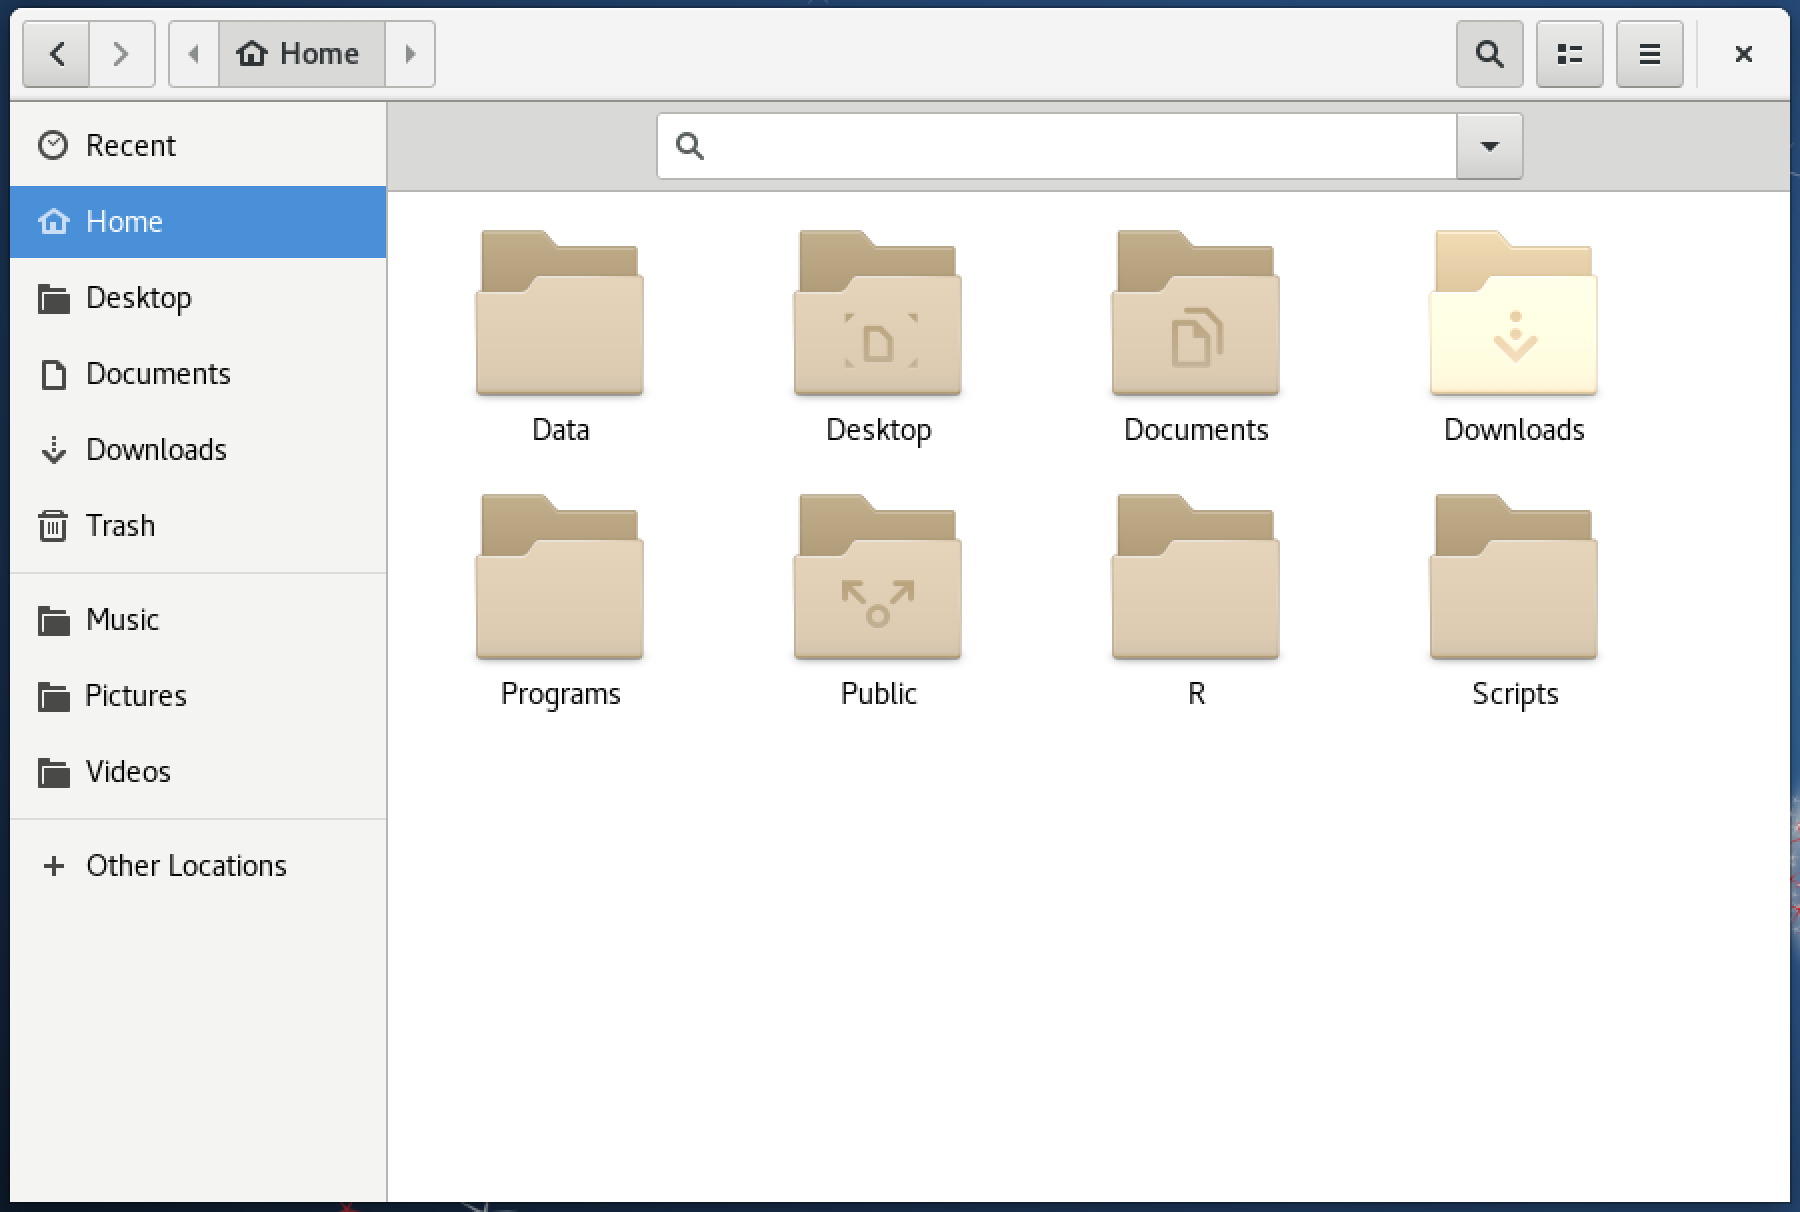 Home
Recent
Home
Desktop
Documents
Downloads
Trash
Music
Pictures
Videos
Other Locations
Data
Desktop
Documents
Downloads
Programs
Public
R
Scripts